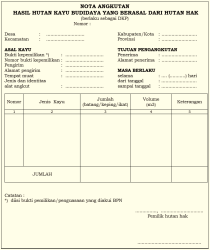 NOTA ANGKUTAN
HASIL HUTAN KAYU BUDIDAYA YANG BERASAL DARI HUTAN HAK
(berlaku sebagai DKP)
Nomor :
Desa : ........................
Kecamatan : ........................
Kabupaten/Kota : ........................
Provinsi : ........................
ASAL KAYU
Bukti kepemilikan *) : ........................
Nomor bukti kepemilikan : ........................
Pengirim : ........................
Alamat pengirim : ........................
Tempat muat : ........................
Jenis dan identitas
alat angkut : ........................
TUJUAN PENGANGKUTAN
Penerima : ........................
Alamat penerima : ........................
MASA BERLAKU
selama : .... (..............) hari
dari tanggal : ........................
sampai tanggal : ........................
Nomor Jenis Kayu Jumlah (batang/keping/ikat) Volume (m3) Keterangan
1 2 3 4 5
JUMLAH
Catatan :
*) diisi bukti pemilikan/penguasaan yang diakui BPN
......................, ......................
Pemilik hutan hak
........................